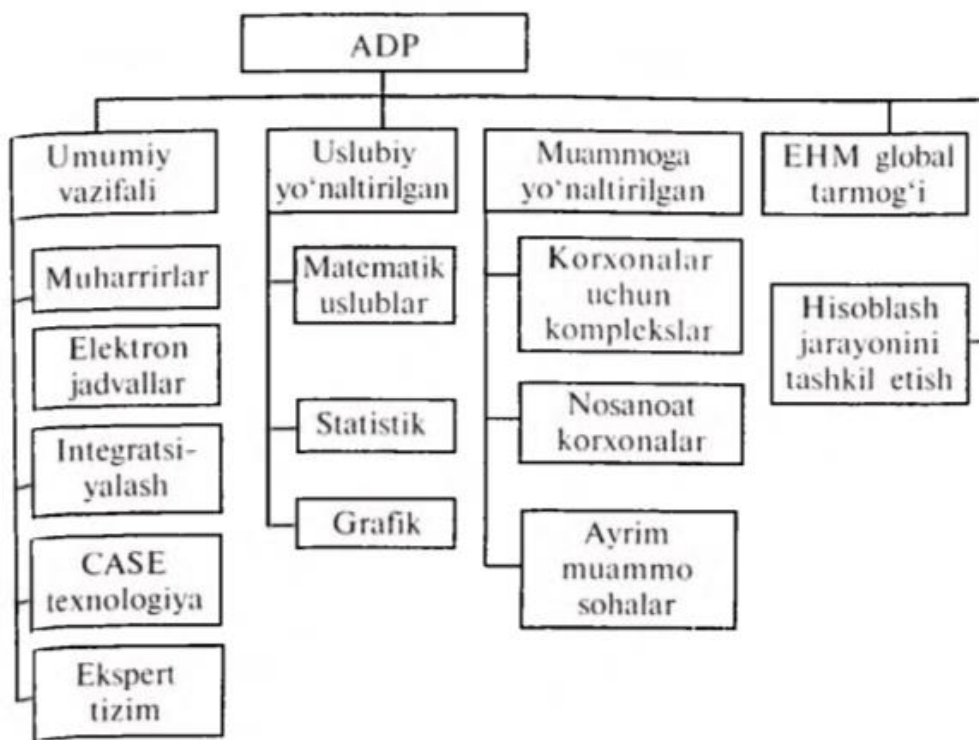 ADP
Umumiy
vazifali
Muharrirlar
Elektron
jadvallar
Integratsi-
yalash
CASE
texnologiya
Ekspert
tizim
Uslubiy
yo‘naltirilgan
Matematik
uslublar
Statistik
Grafik
Muammoga
yo‘naltirilgan
Korxonalar
uchun
komplekslar
Nosanoat
korxonalar
Ayrim
muammo
sohalar
EHM global
tarmog‘i
Hisoblash
jarayonini
tashkil etish